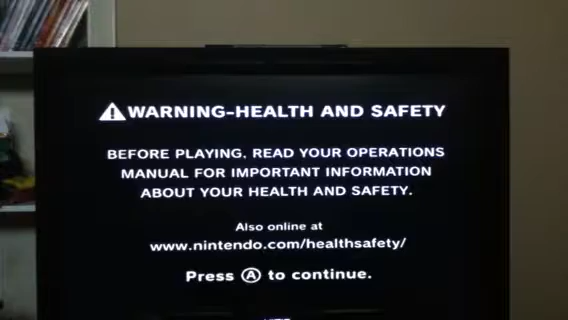 WARNING-HEALTH AND SAFETY
BEFORE PLAYING, READ YOUR OPERATIONS
MANUAL FOR IMPORTANT INFORMATION
ABOUT YOUR HEALTH AND SAFETY.
Also online at
www.nintendo.com/healthsafety/
Press Ⓐ to continue.